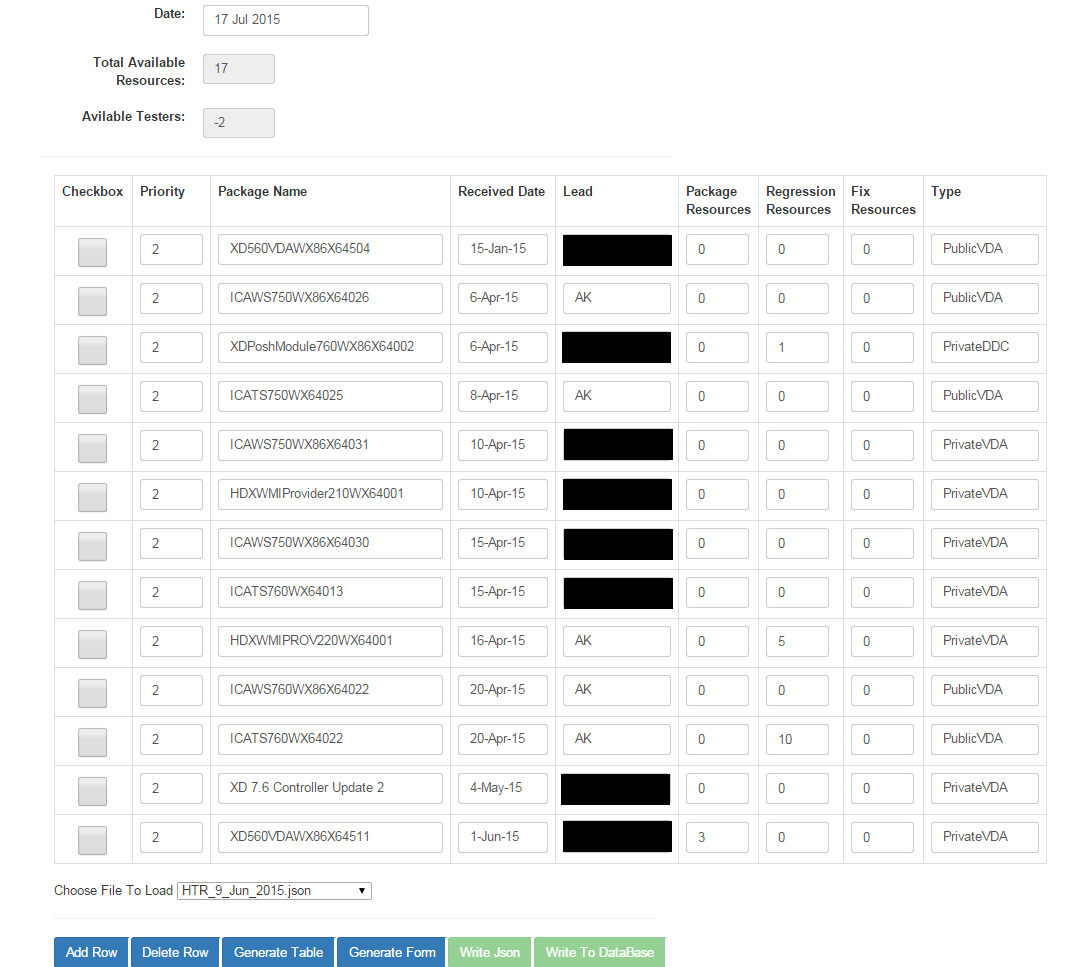 Date: 17 Jul 2015
Total Available
Resources: 17
Avilable Testers: -2
Checkbox Priority Package Name Received Date Lead Package Resources Regression Resources Fix Resources Type
2 XD560VDAWX86X64504 15-Jan-15 0 0 0 PublicVDA
2 ICAWS750WX86X64026 6-Apr-15 AK 0 0 0 PublicVDA
2 XDPoshModule760WX86X64002 6-Apr-15 0 1 0 PrivateDDC
2 ICATS750WX64025 8-Apr-15 AK 0 0 0 PublicVDA
2 ICAWS750WX86X64031 10-Apr-15 0 0 0 PrivateVDA
2 HDXWMIProvider210WX64001 10-Apr-15 0 0 0 PrivateVDA
2 ICAWS750WX86X64030 15-Apr-15 0 0 0 PrivateVDA
2 ICATS760WX64013 15-Apr-15 0 0 0 PrivateVDA
2 HDXWMIPROV220WX64001 16-Apr-15 AK 0 5 0 PrivateVDA
2 ICAWS760WX86X64022 20-Apr-15 AK 0 0 0 PublicVDA
2 ICATS760WX64022 20-Apr-15 AK 0 10 0 PublicVDA
2 XD 7.6 Controller Update 2 4-May-15 0 0 0 PrivateVDA
2 XD560VDAWX86X64511 1-Jun-15 3 0 0 PrivateVDA
Choose File To Load HTR_9_Jun_2015.json
Add Row Delete Row Generate Table Generate Form Write Json Write To DataBase